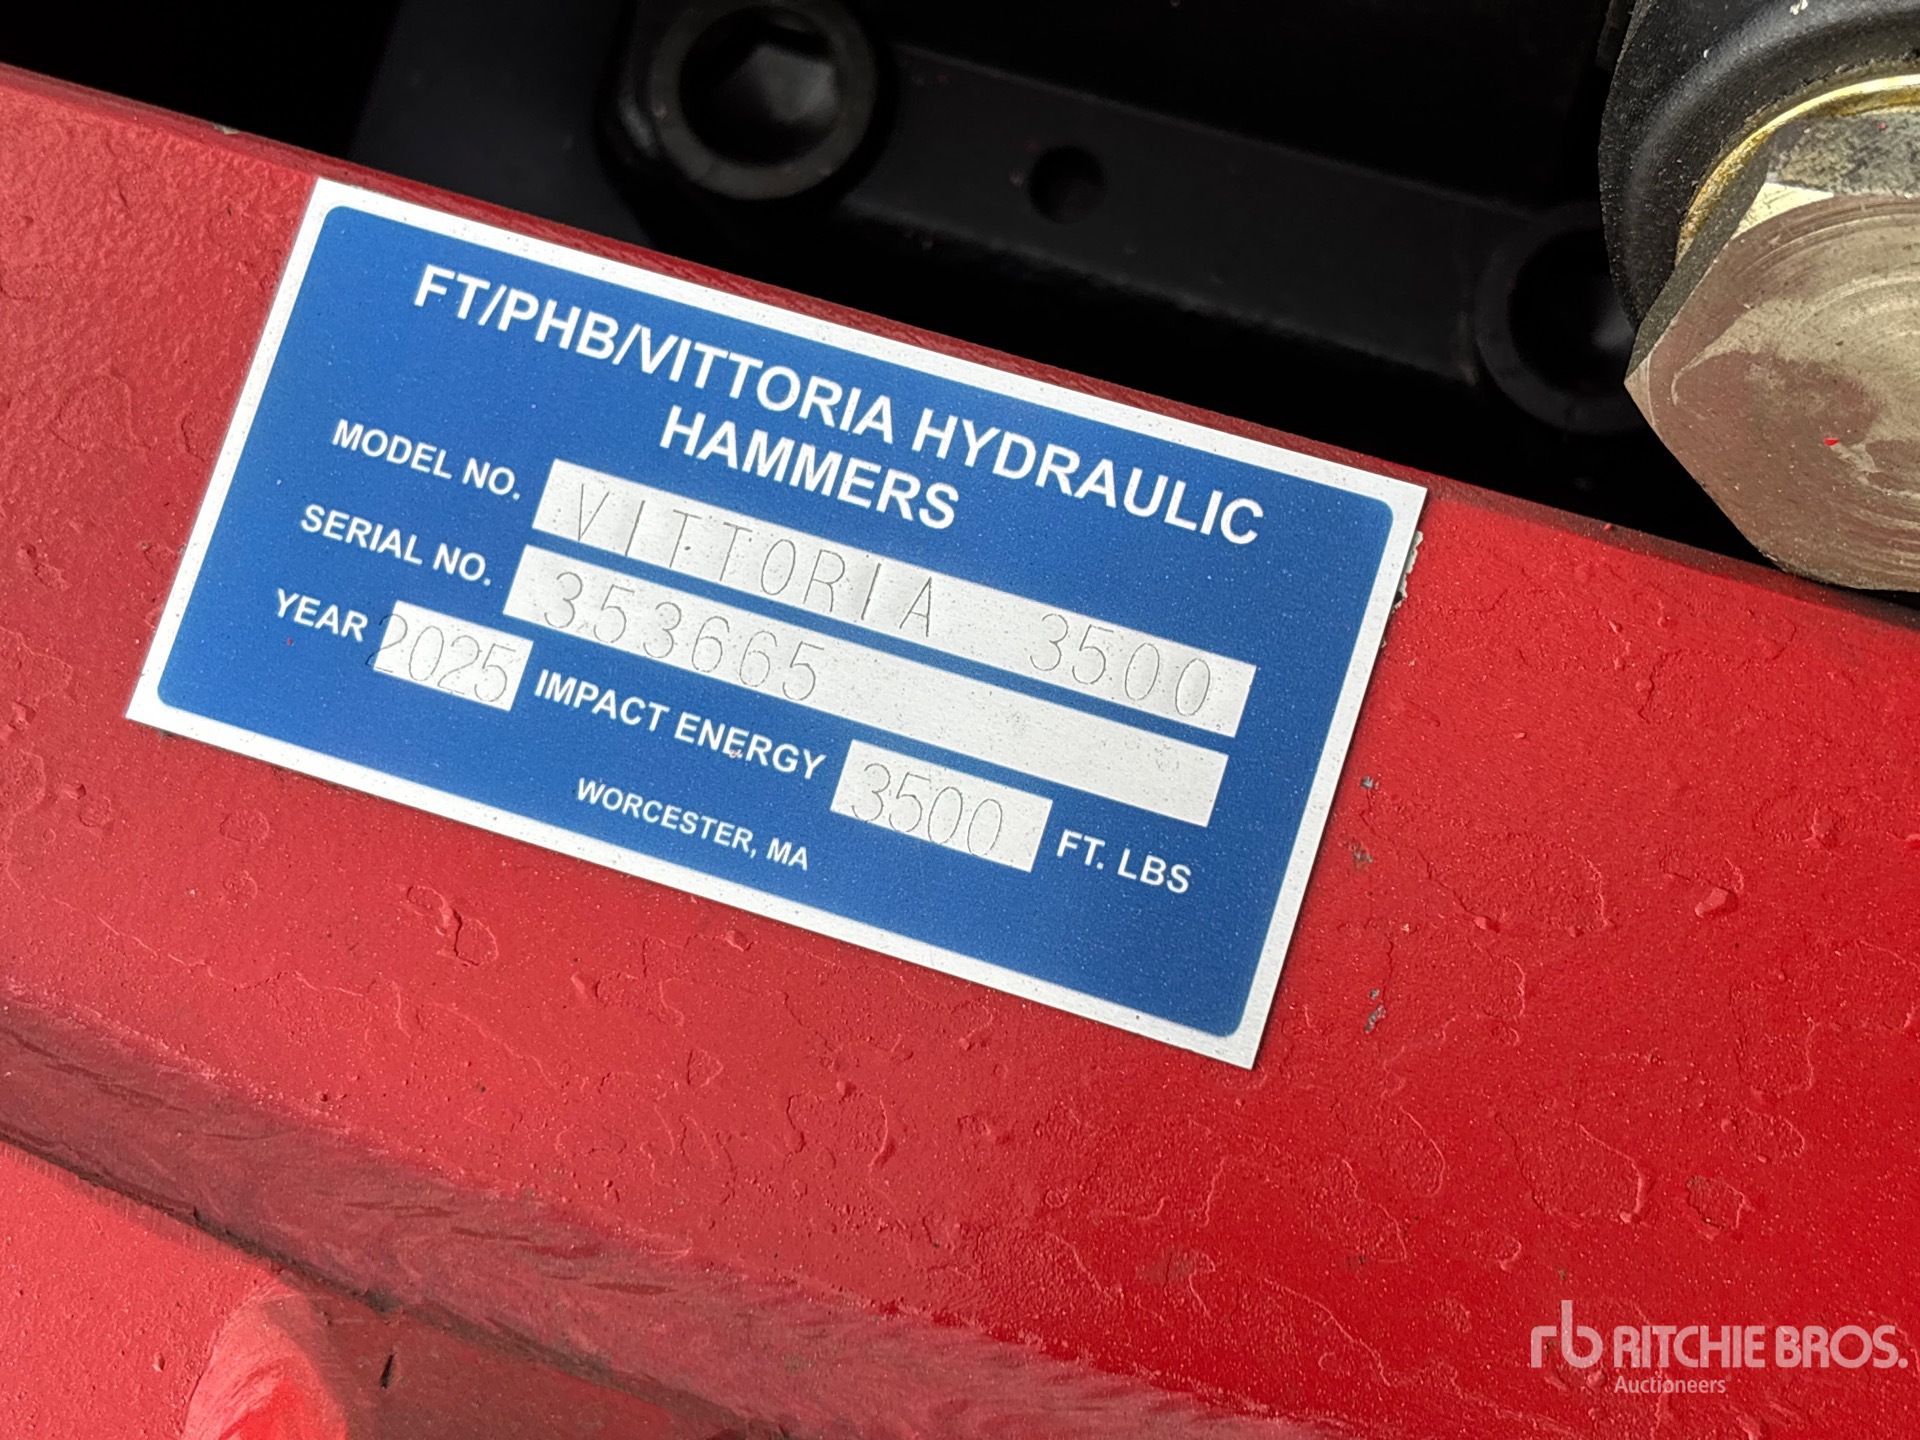 FT/PHB/VITTORIA HYDRAULIC
HAMMERS
MODEL NO. VITTORIA 3500
SERIAL NO. 353665
YEAR 2025 IMPACT ENERGY 3500 FT. LBS
WORCESTER, MA
rb RITCHIE BROS.
Auctioneers